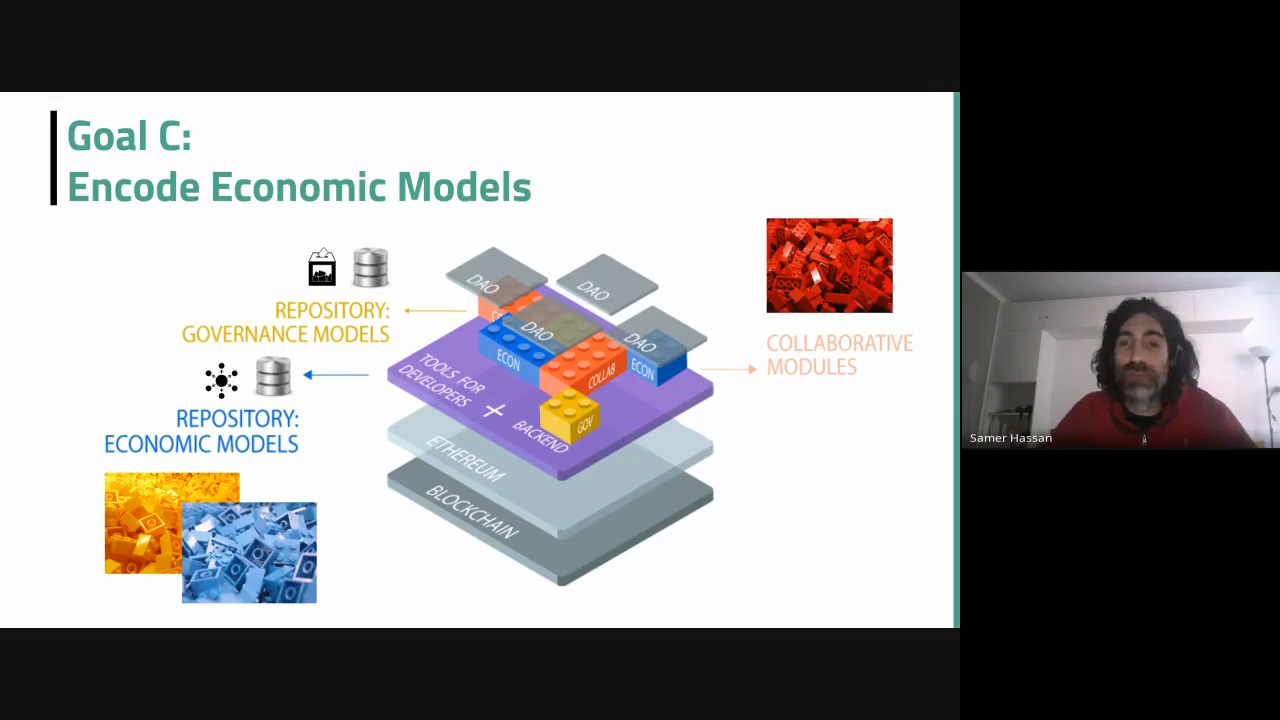 Goal C:
Encode Economic Models
REPOSITORY:
GOVERNANCE MODELS
REPOSITORY:
ECONOMIC MODELS
DAO
DAO
DAO
DAO
ECON
COLLAB
ECON
GOV
TOOLS FOR
DEVELOPERS
+
BACKEND
ETHEREUM
BLOCKCHAIN
COLLABORATIVE
MODULES
Samer Hassan